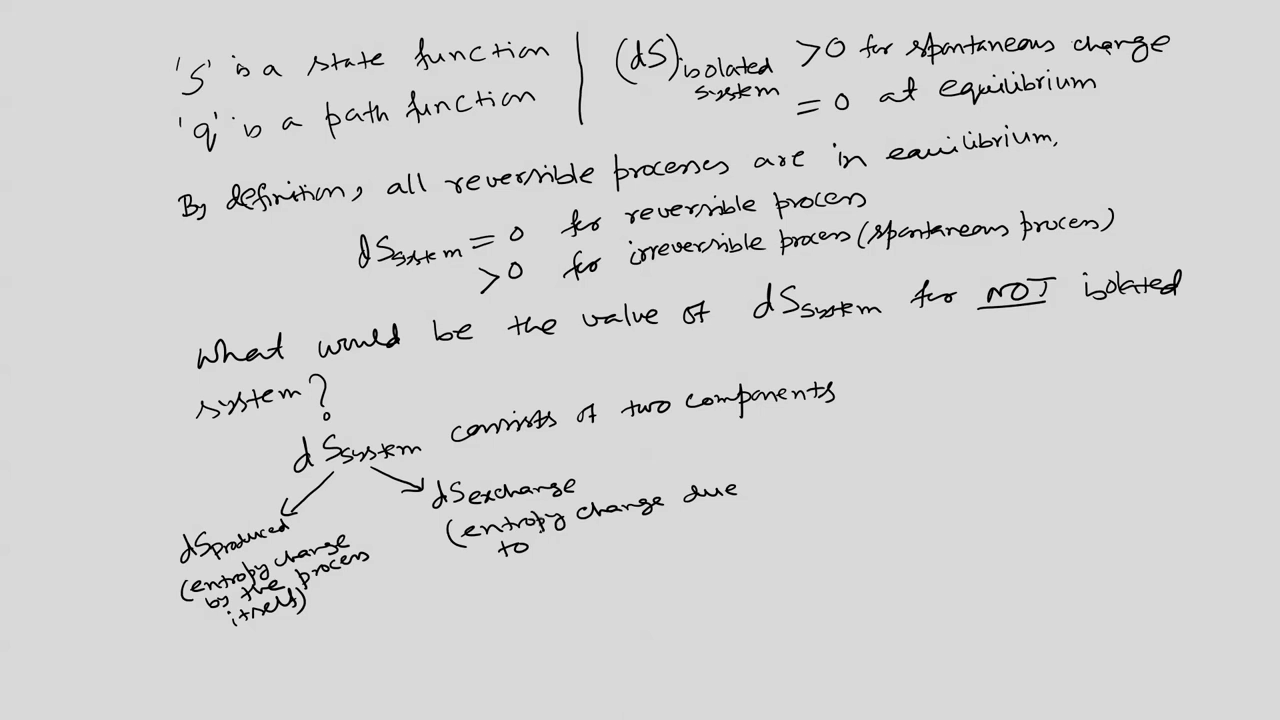 'S' is a state function
'q' is a path function
(dS) isolated system > 0 for spontaneous change
= 0 at equilibrium
By definition, all reversible processes are in equilibrium.
dSsystem = 0 for reversible process
> 0 for irreversible process (spontaneous process)
What would be the value of dSsystem for NOT isolated
system?
dSsystem consists of two components
dSproduced
(entropy change
by the process
itself)
dSexchange
(entropy change due
to